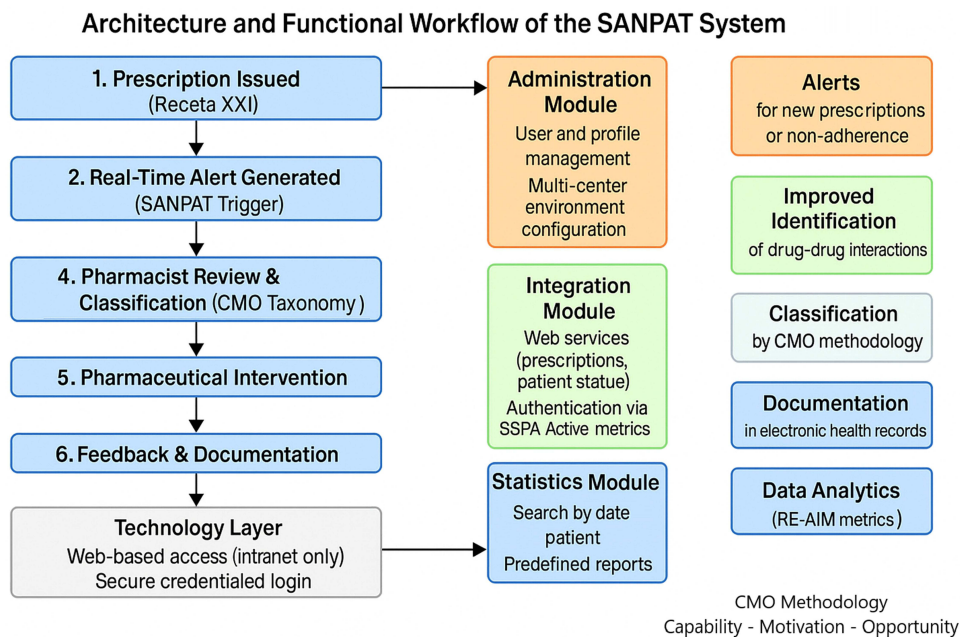 Architecture and Functional Workflow of the SANPAT System
1. Prescription Issued
(Receta XXI)
2. Real-Time Alert Generated
(SANPAT Trigger)
4. Pharmacist Review &
Classification (CMO Taxonomy)
5. Pharmaceutical Intervention
6. Feedback & Documentation
Technology Layer
Web-based access (intranet only)
Secure credentialed login
Administration
Module
User and profile
management
Multi-center
environment
configuration
Integration
Module
Web services
(prescriptions,
patient statue)
Authentication via
SSPA Active metrics
Statistics Module
Search by date
patient
Predefined reports
Alerts
for new prescriptions
or non-adherence
Improved
Identification
of drug-drug interactions
Classification
by CMO methodology
Documentation
in electronic health records
Data Analytics
(RE-AIM metrics)
CMO Methodology
Capability - Motivation - Opportunity